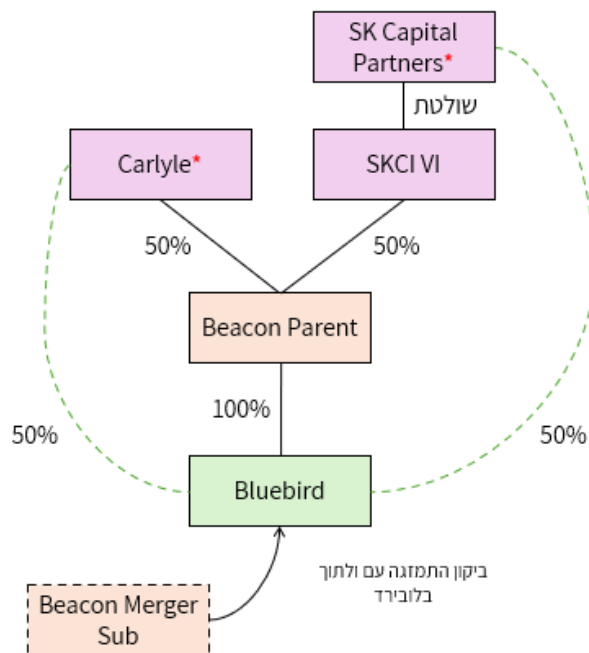 SK Capital
Partners*
שולטת
Carlyle*
SKCI VI
50%
50%
Beacon Parent
100%
50%
50%
Bluebird
ביקון התמזגה עם ולתוך
בלובירד
Beacon Merger
Sub